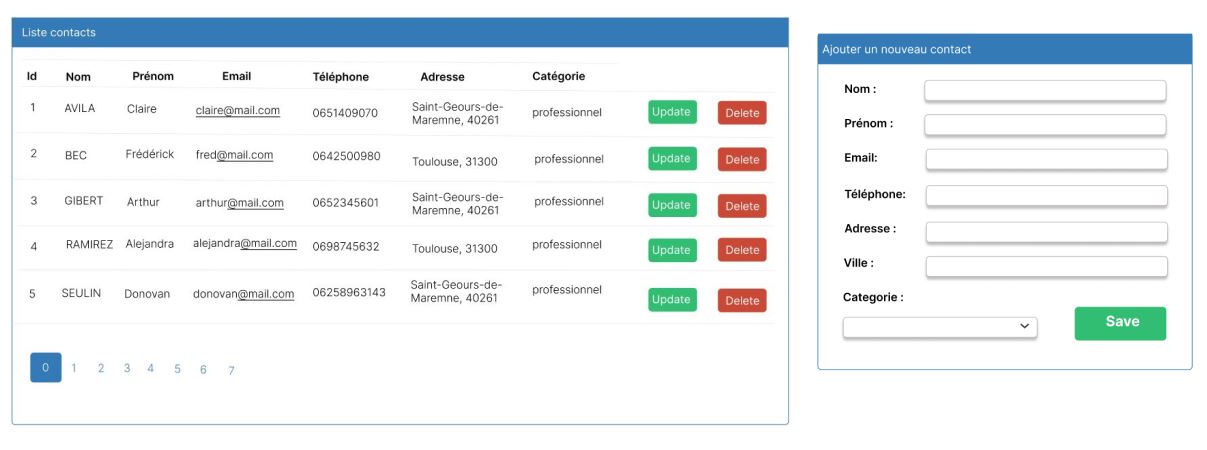 Liste contacts
Id Nom Prénom Email Téléphone Adresse Catégorie
1 AVILA Claire claire@mail.com 0651409070 Saint-Geours-de-
Maremne, 40261 professionnel Update Delete
2 BEC Frédérick fred@mail.com 0642500980 Toulouse, 31300 professionnel Update Delete
3 GIBERT Arthur arthur@mail.com 0652345601 Saint-Geours-de-
Maremne, 40261 professionnel Update Delete
4 RAMIREZ Alejandra alejandra@mail.com 0698745632 Toulouse, 31300 professionnel Update Delete
5 SEULIN Donovan donovan@mail.com 06258963143 Saint-Geours-de-
Maremne, 40261 professionnel Update Delete
0 1 2 3 4 5 6 7
Ajouter un nouveau contact
Nom :
Prénom :
Email:
Téléphone:
Adresse :
Ville :
Categorie :
Save